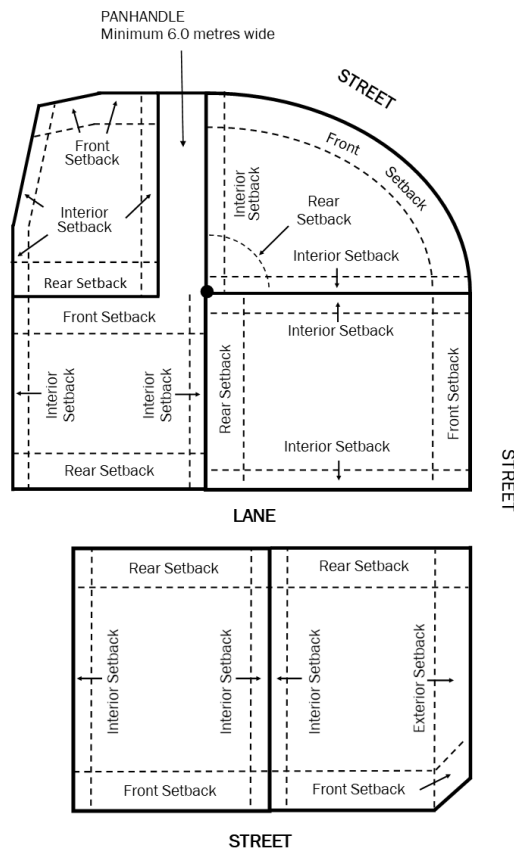 PANHANDLE
Minimum 6.0 metres wide
STREET
Front
Setback
Interior
Setback
Rear Setback
Interior
Setback
Front
Setback
Rear
Setback
Interior Setback
Front Setback
Interior
Setback
Interior
Setback
Rear Setback
Interior Setback
Rear Setback
Front Setback
Interior Setback
STREET
LANE
Rear Setback
Interior Setback
Interior Setback
Front Setback
Rear Setback
Interior Setback
Exterior Setback
Front Setback
STREET